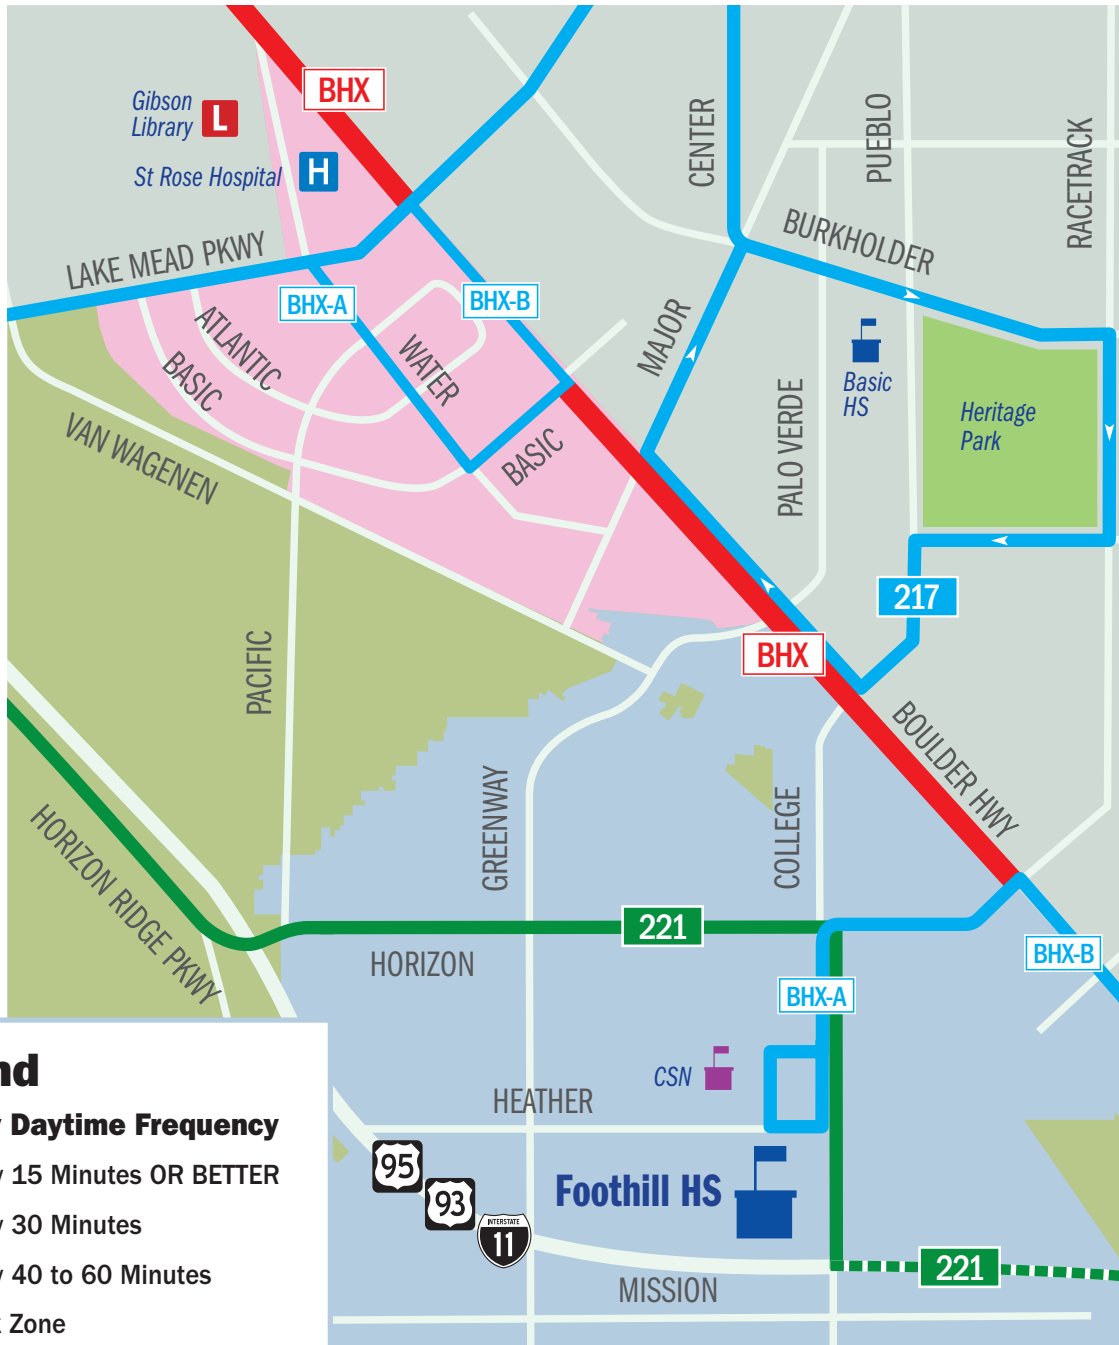 BHX
Gibson
Library
L
St Rose Hospital
H
CENTER
PUEBLO
RACETRACK
LAKE MEAD PKWY
BURKHOLDER
BHX-A
BHX-B
ATLANTIC
WATER
MAJOR
BASIC
Basic
HS
Heritage
Park
PALO VERDE
VAN WAGENEN
BASIC
217
PACIFIC
BHX
BOULDER HWY
GREENWAY
COLLEGE
HORIZON RIDGE PKWY
221
HORIZON
BHX-B
BHX-A
CSN
HEATHER
95
93
INTERSTATE
11
Foothill HS
221
MISSION
nd
y Daytime Frequency
y 15 Minutes OR BETTER
y 30 Minutes
y 40 to 60 Minutes
k Zone